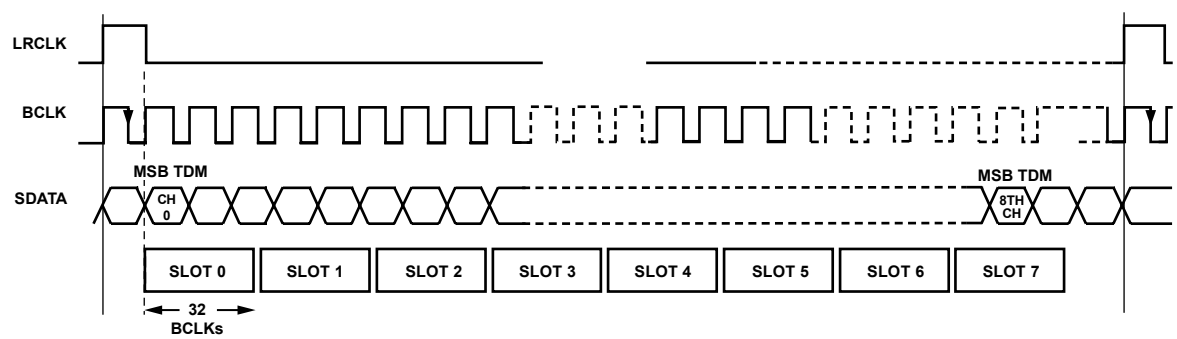 LRCLK
BCLK
MSB TDM
MSB TDM
SDATA
CH
0
8TH
CH
SLOT 0
SLOT 1
SLOT 2
SLOT 3
SLOT 4
SLOT 5
SLOT 6
SLOT 7
32
BCLKs